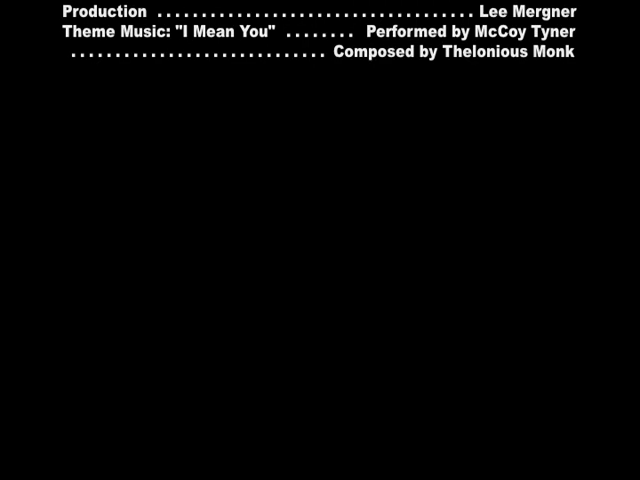 Production . . . . . . . . . . . . . . . . . . . . . . . . . . . . . . . . . . . . Lee Mergner
Theme Music: "I Mean You" . . . . . . . . Performed by McCoy Tyner
. . . . . . . . . . . . . . . . . . . . . . . . . . . . . Composed by Thelonious Monk